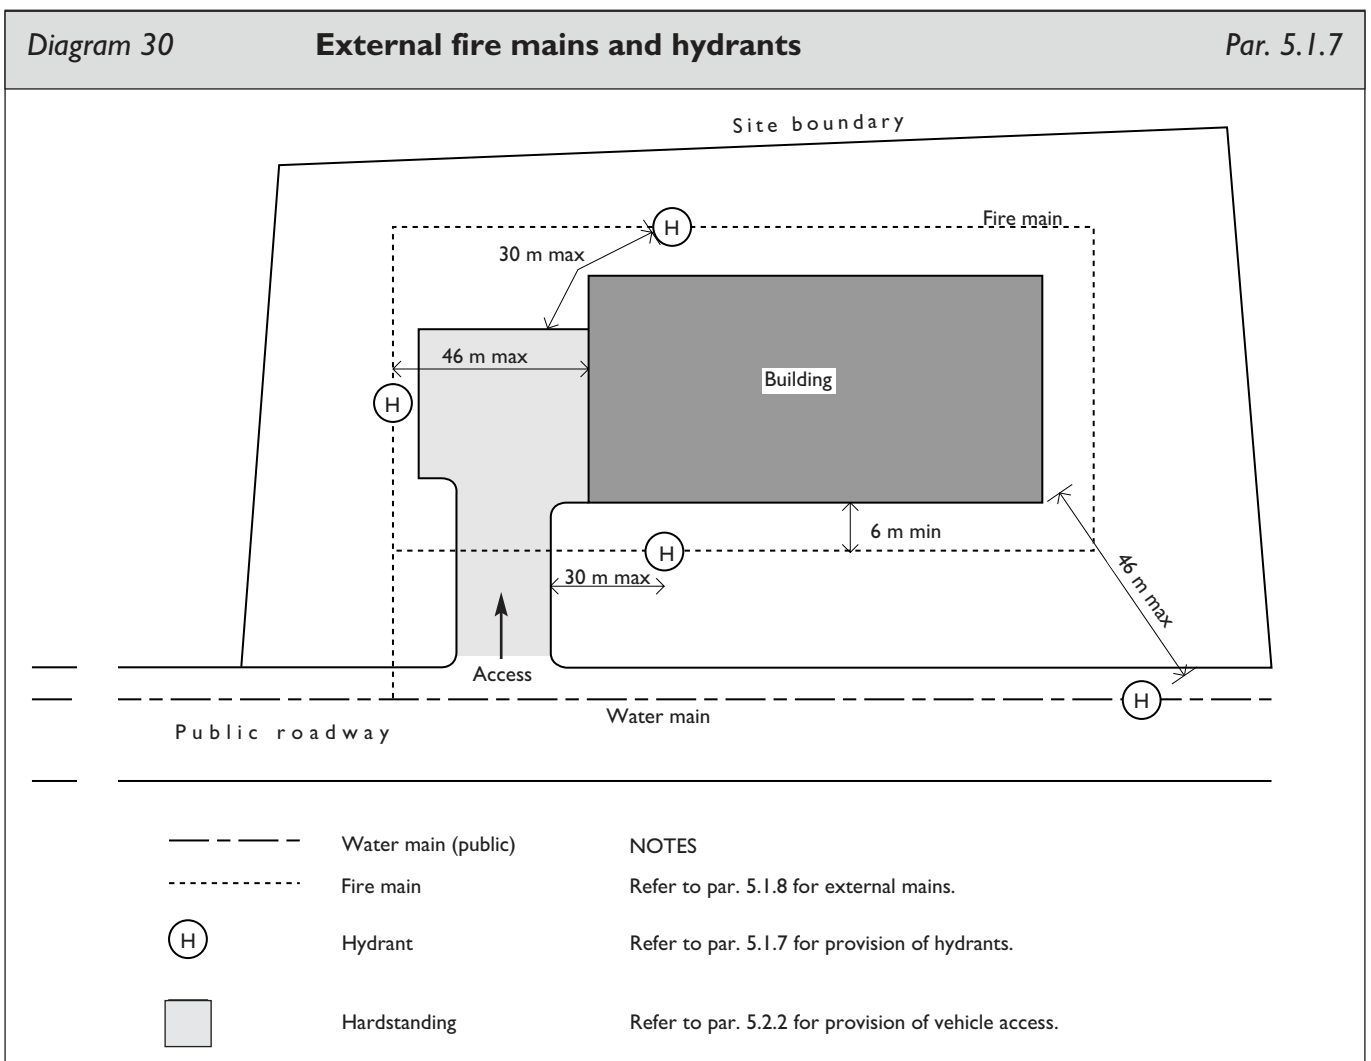 Diagram 30 External fire mains and hydrants Par. 5.1.7
Site boundary
Fire main
H
30 m max
46 m max
Building
H
6 m min
H
30 m max
46 m max
Access
H
Water main
Public roadway
Water main (public) NOTES
Fire main Refer to par. 5.1.8 for external mains.
H Hydrant Refer to par. 5.1.7 for provision of hydrants.
Hardstanding Refer to par. 5.2.2 for provision of vehicle access.